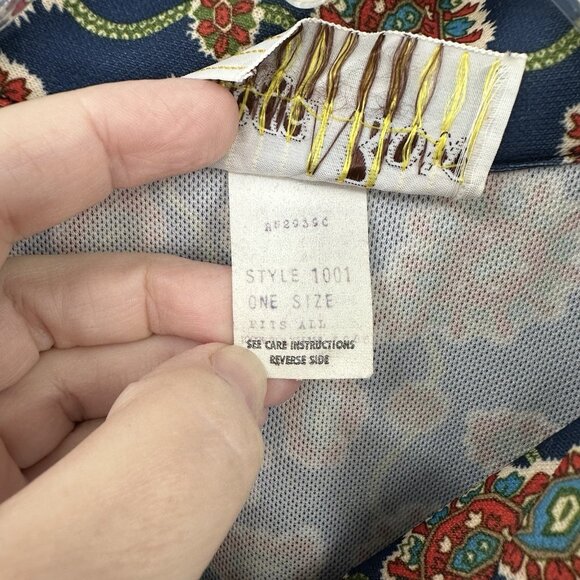 STYLE 1001
ONE SIZE
FITS ALL
SEE CARE INSTRUCTIONS
REVERSE SIDE